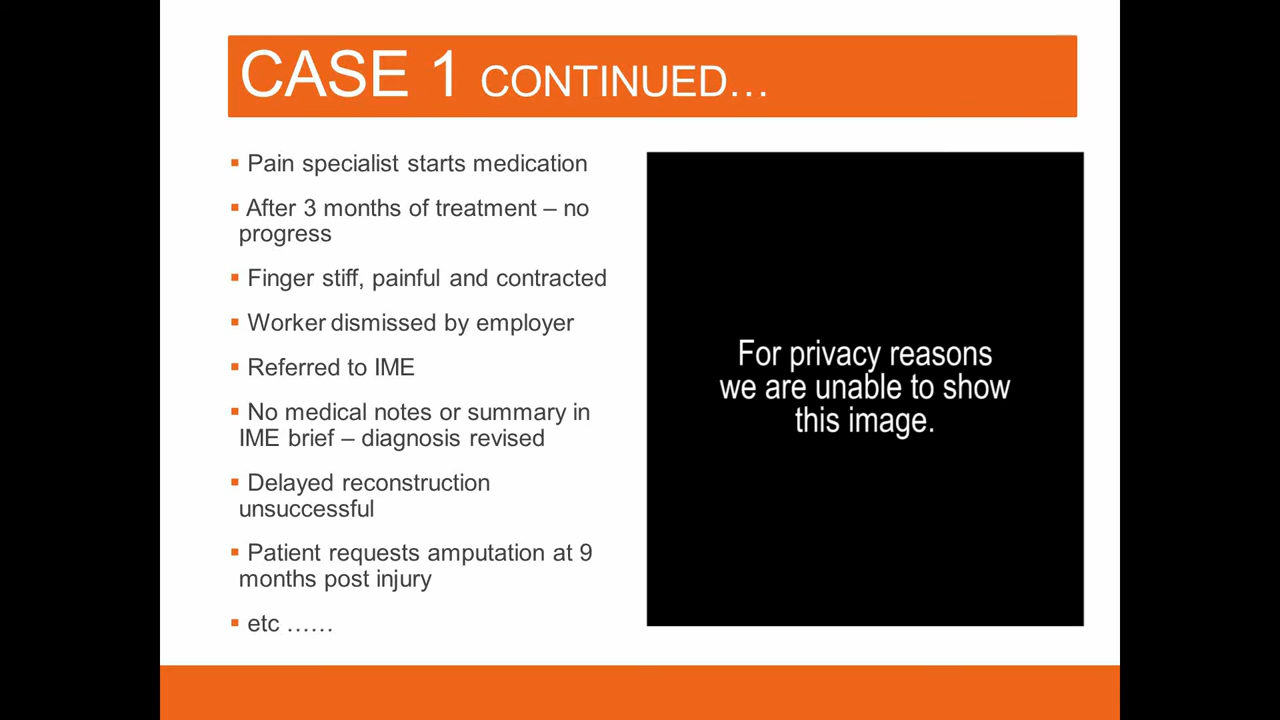 CASE 1 CONTINUED…
Pain specialist starts medication
After 3 months of treatment – no
progress
Finger stiff, painful and contracted
Worker dismissed by employer
Referred to IME
No medical notes or summary in
IME brief – diagnosis revised
Delayed reconstruction
unsuccessful
Patient requests amputation at 9
months post injury
etc ……
For privacy reasons
we are unable to show
this image.